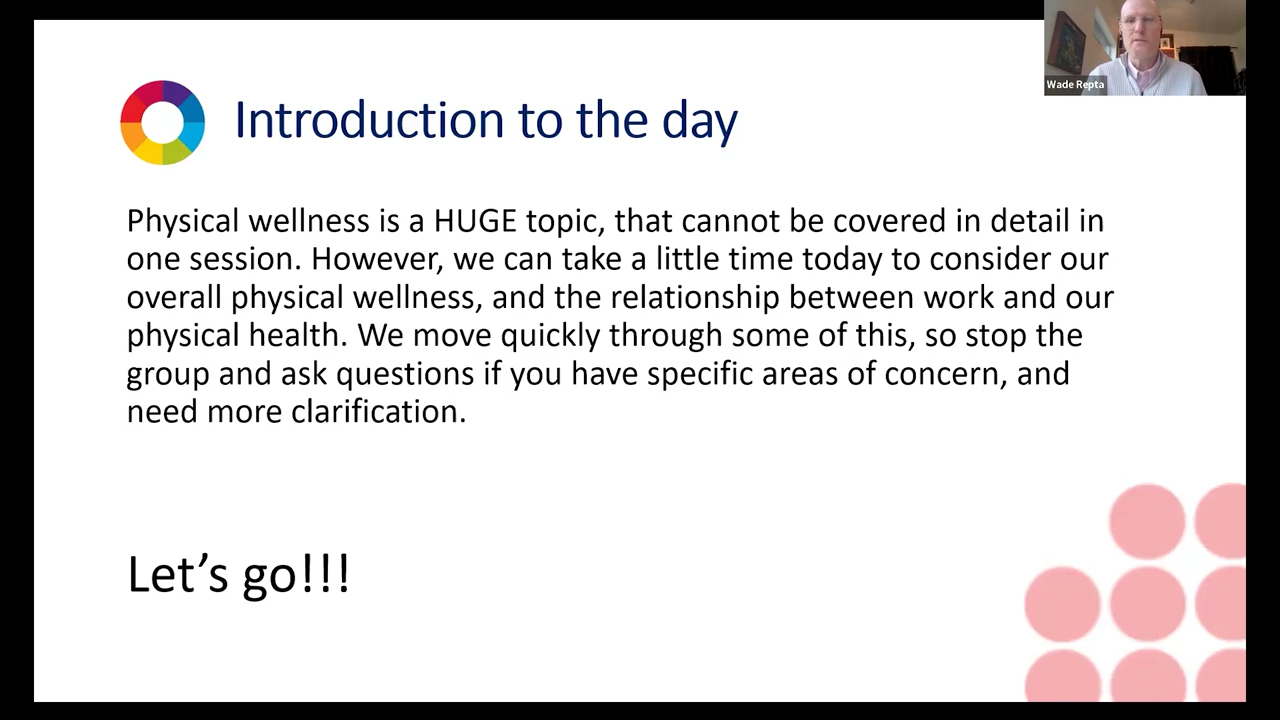 Wade Repta
Introduction to the day
Physical wellness is a HUGE topic, that cannot be covered in detail in
one session. However, we can take a little time today to consider our
overall physical wellness, and the relationship between work and our
physical health. We move quickly through some of this, so stop the
group and ask questions if you have specific areas of concern, and
need more clarification.
Let’s go!!!